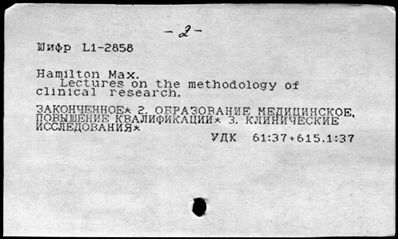 - 2 -
Шифр L1-2858
Hamilton Max.
Lectures on the methodology of
clinical research.
ЗАКОНЧЕННОЕ* 2. ОБРАЗОВАНИЕ МЕДИЦИНСКОЕ,
ПОВЫШЕНИЕ КВАЛИФИКАЦИИ* 3. КЛИНИЧЕСКИЕ
ИССЛЕДОВАНИЯ*
УДК 61:37+615.1:37